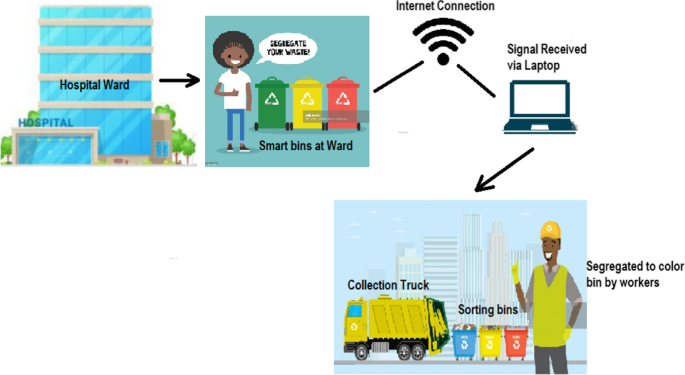 Internet Connection
SEGREGATE
YOUR WASTE!
Signal Received
via Laptop
Hospital Ward
HOSPITAL
Smart bins at Ward
Segregated to color
bin by workers
Collection Truck
Sorting bins